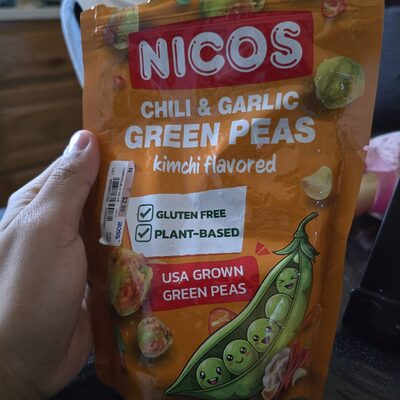 NICOS
CHILI & GARLIC
GREEN PEAS
kimchi flavored
GLUTEN FREE
PLANT-BASED
USA GROWN
GREEN PEAS